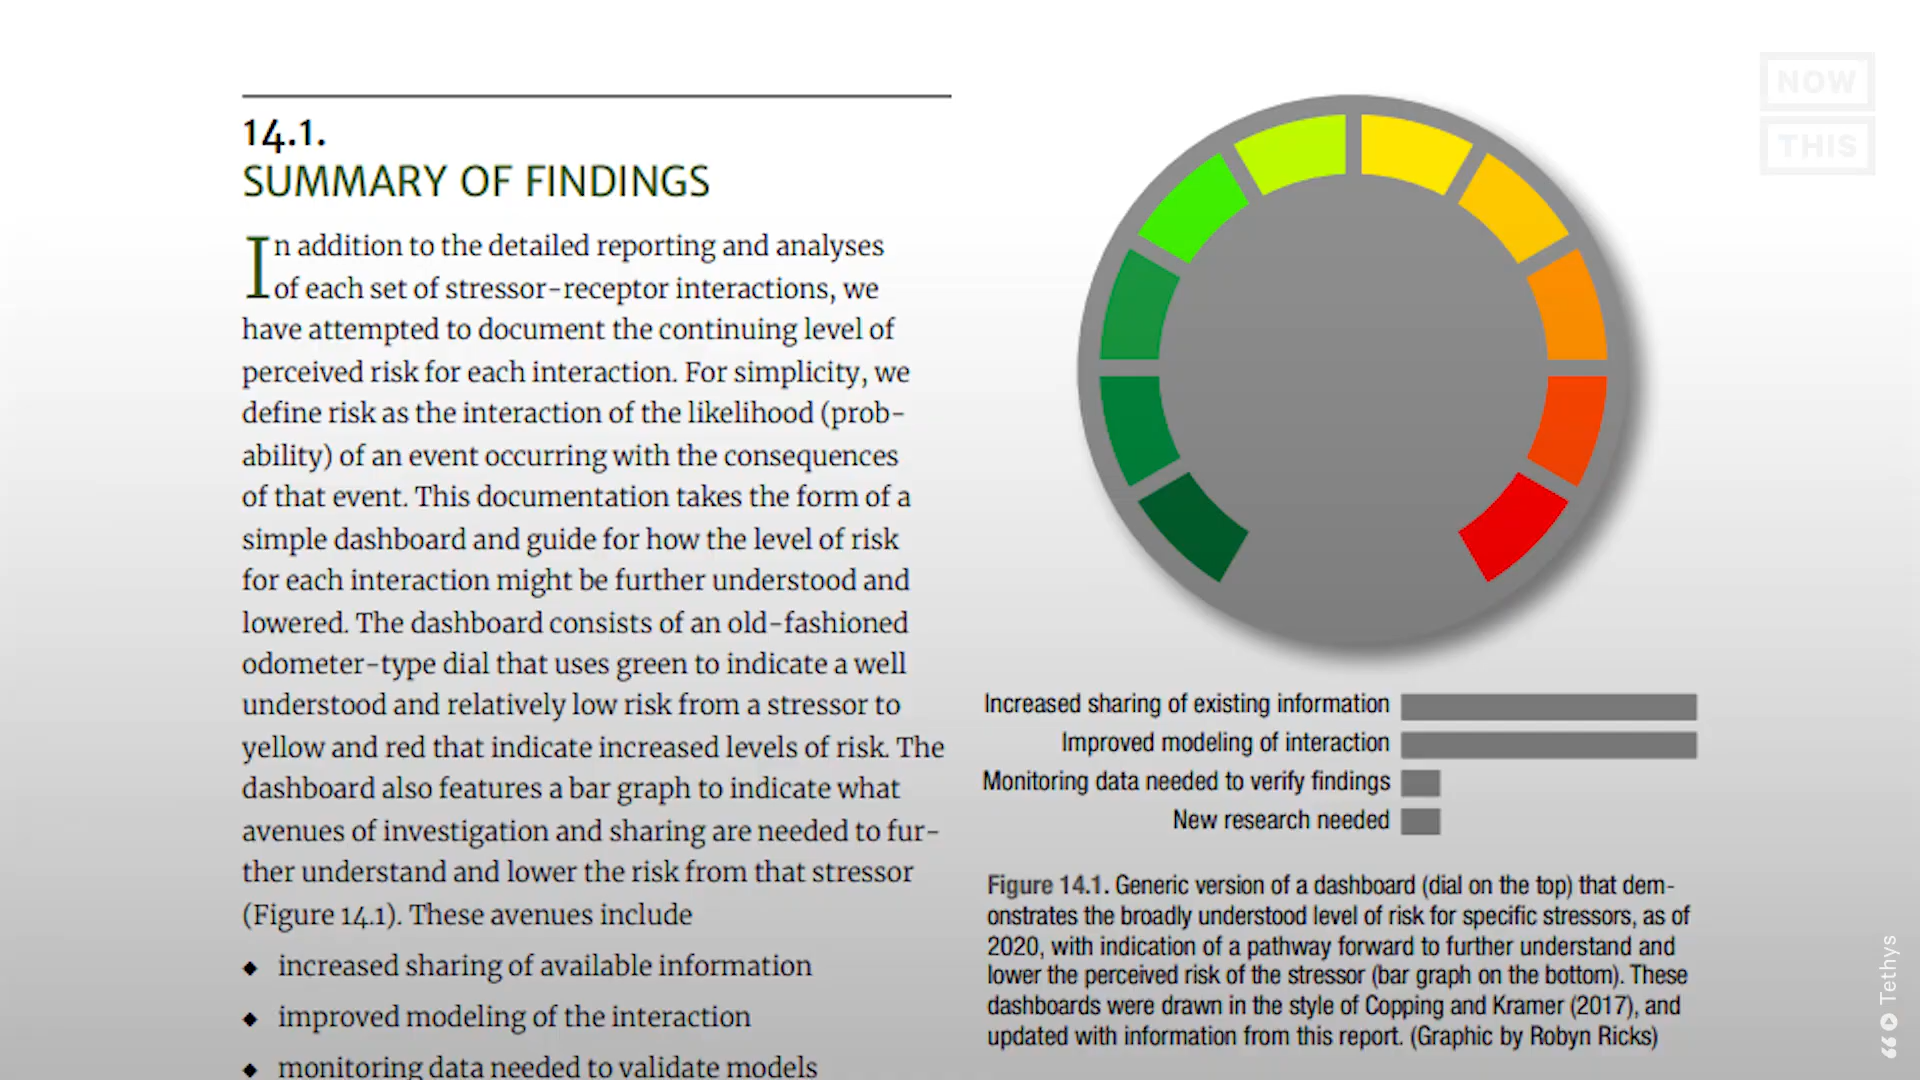 14.1.
SUMMARY OF FINDINGS
In addition to the detailed reporting and analyses
of each set of stressor-receptor interactions, we
have attempted to document the continuing level of
perceived risk for each interaction. For simplicity, we
define risk as the interaction of the likelihood (prob-
ability) of an event occurring with the consequences
of that event. This documentation takes the form of a
simple dashboard and guide for how the level of risk
for each interaction might be further understood and
lowered. The dashboard consists of an old-fashioned
odometer-type dial that uses green to indicate a well
understood and relatively low risk from a stressor to
yellow and red that indicate increased levels of risk. The
dashboard also features a bar graph to indicate what
avenues of investigation and sharing are needed to fur-
ther understand and lower the risk from that stressor
(Figure 14.1). These avenues include
◆ increased sharing of available information
◆ improved modeling of the interaction
◆ monitoring data needed to validate models
Increased sharing of existing information
Improved modeling of interaction
Monitoring data needed to verify findings
New research needed
Figure 14.1. Generic version of a dashboard (dial on the top) that dem-
onstrates the broadly understood level of risk for specific stressors, as of
2020, with indication of a pathway forward to further understand and
lower the perceived risk of the stressor (bar graph on the bottom). These
dashboards were drawn in the style of Copping and Kramer (2017), and
updated with information from this report. (Graphic by Robyn Ricks)
NOW
THIS
Tethys